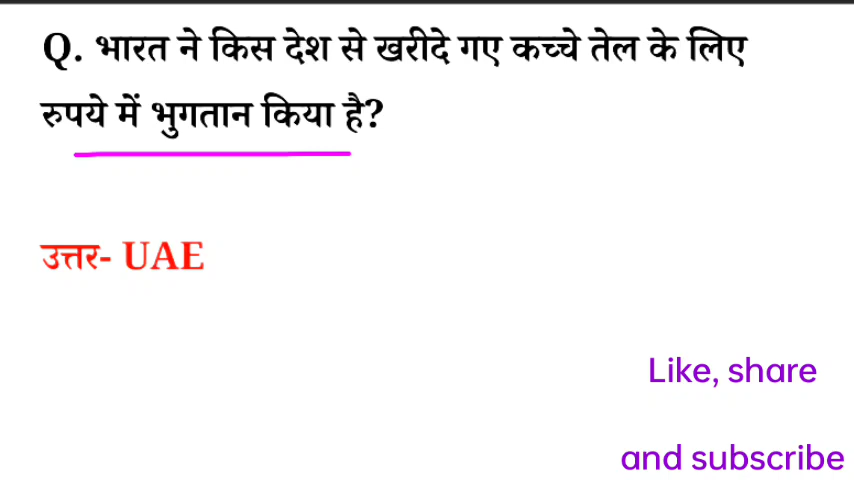 Q. भारत ने किस देश से खरीदे गए कच्चे तेल के लिए
रुपये में भुगतान किया है?
उत्तर- UAE
Like, share
and subscribe